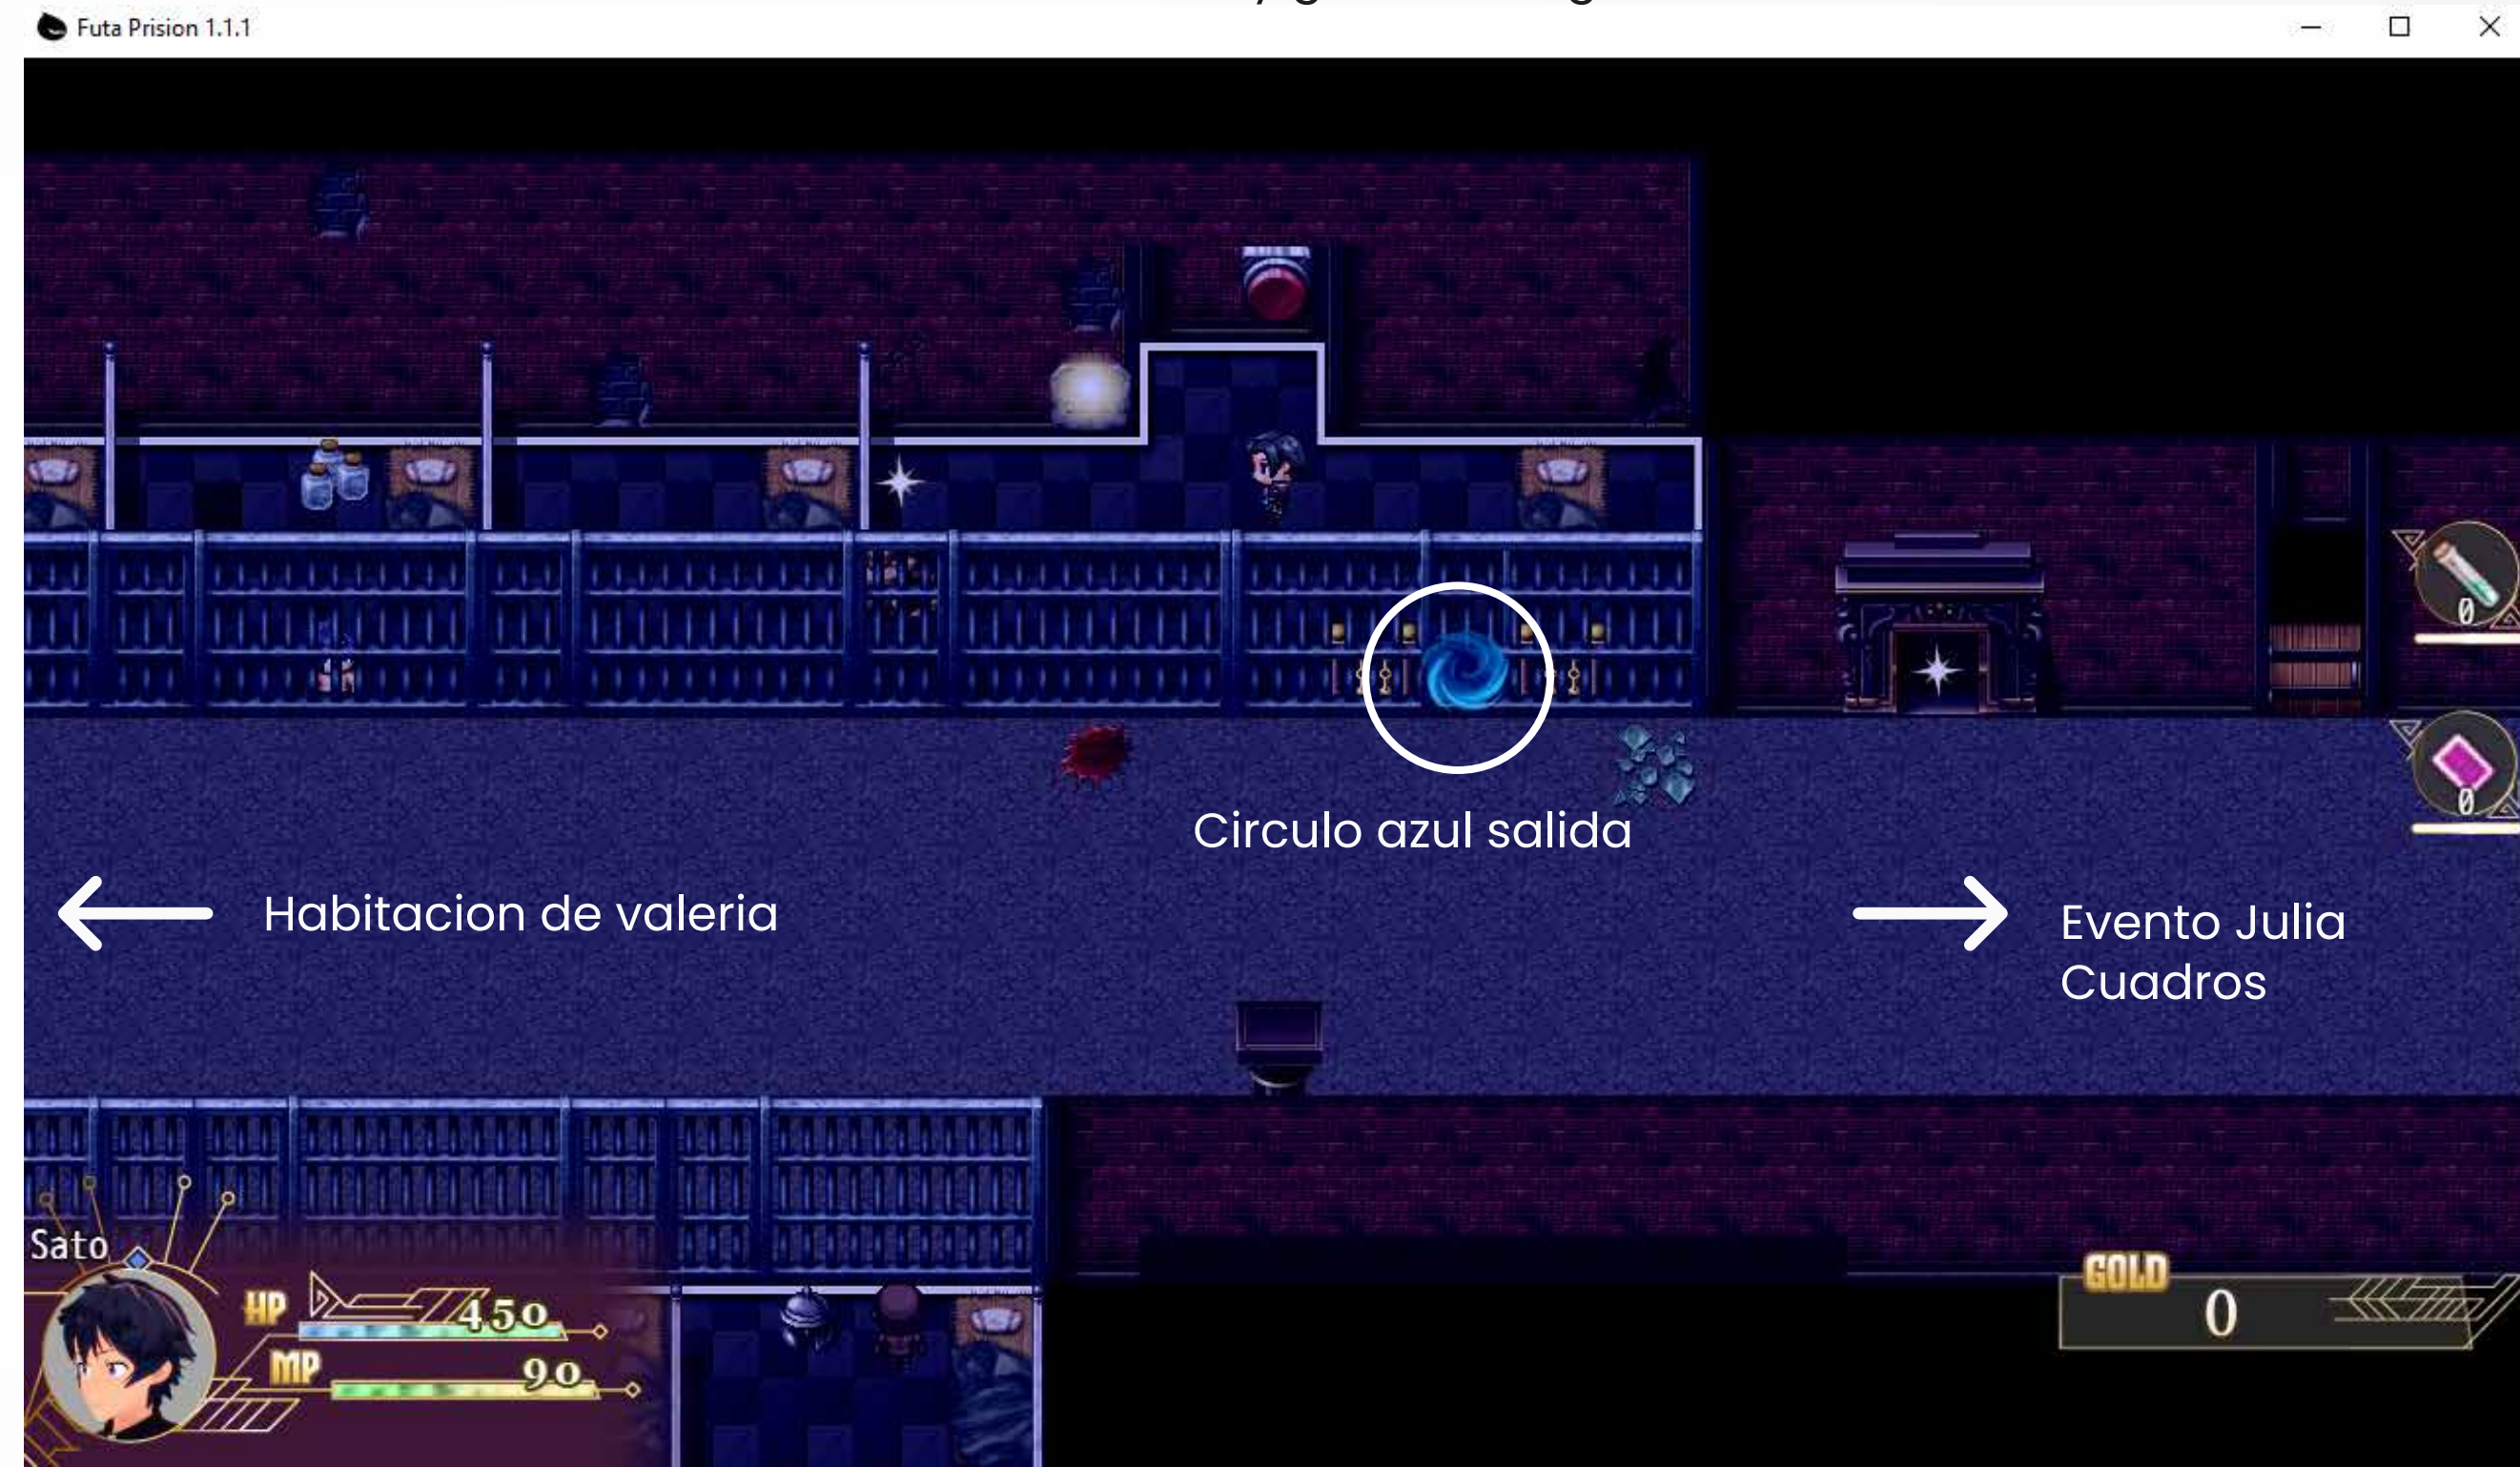 Futa Prision 1.1.1
0
0
Circulo azul salida
Habitacion de valeria
Evento Julia
Cuadros
Sato
HP 450
MP 90
GOLD
0